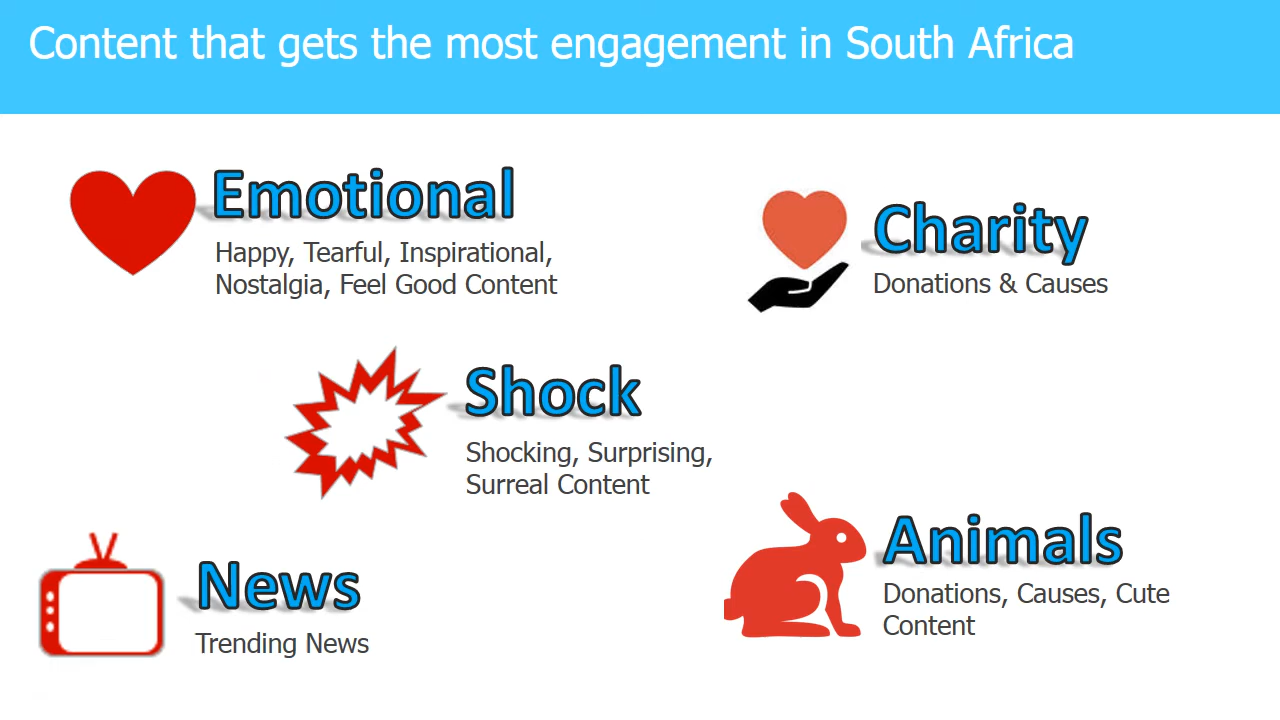 Content that gets the most engagement in South Africa
Emotional
Happy, Tearful, Inspirational,
Nostalgia, Feel Good Content
Charity
Donations & Causes
Shock
Shocking, Surprising,
Surreal Content
News
Trending News
Animals
Donations, Causes, Cute
Content